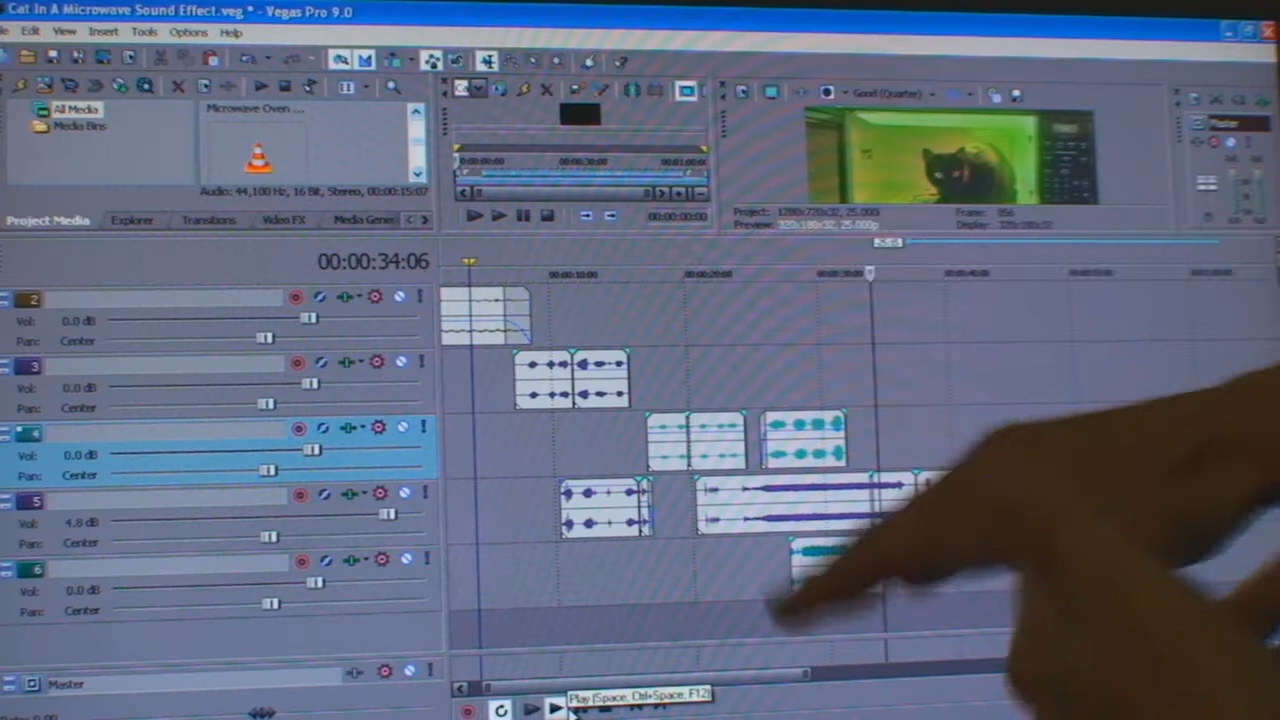 Cat In A Microwave Sound Effect.veg * - Vegas Pro 9.0
Edit View Insert Tools Options Help
All Media
Media Bins
Microwave Oven ...
Audio: 44,100 Hz, 16 Bit, Stereo, 00:00:15:07
Project Media Explorer Transitions Video FX Media Gener
00:00:00:00 00:00:30:00 00:01:00:00
00:00:00:00
Good (Quarter)
Project: 1280x720x32, 25.000i
Frame: 856
Preview: 320x180x32, 25.000p
Display: 320x180x32
Master
00:00:34:06
00:00:10:00 00:00:20:00 00:00:30:00 00:00:40:00
2
Vol: 0.0 dB
Pan: Center
3
Vol: 0.0 dB
Pan: Center
4
Vol: 0.0 dB
Pan: Center
5
Vol: 4.8 dB
Pan: Center
6
Vol: 0.0 dB
Pan: Center
Master
Play (Space, Ctrl+Space, F12)